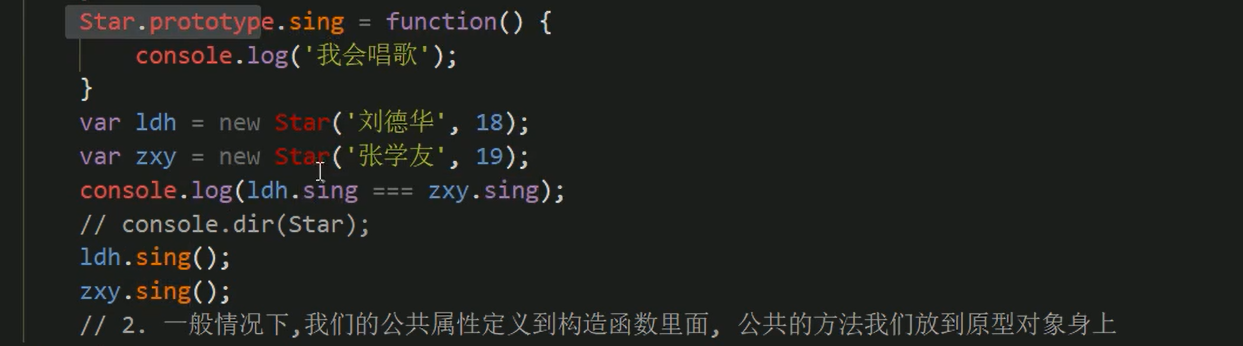 Star.prototype.sing = function() {
console.log('我会唱歌');
}
var ldh = new Star('刘德华', 18);
var zxy = new Star('张学友', 19);
console.log(ldh.sing === zxy.sing);
// console.dir(Star);
ldh.sing();
zxy.sing();
// 2. 一般情况下,我们的公共属性定义到构造函数里面, 公共的方法我们放到原型对象身上